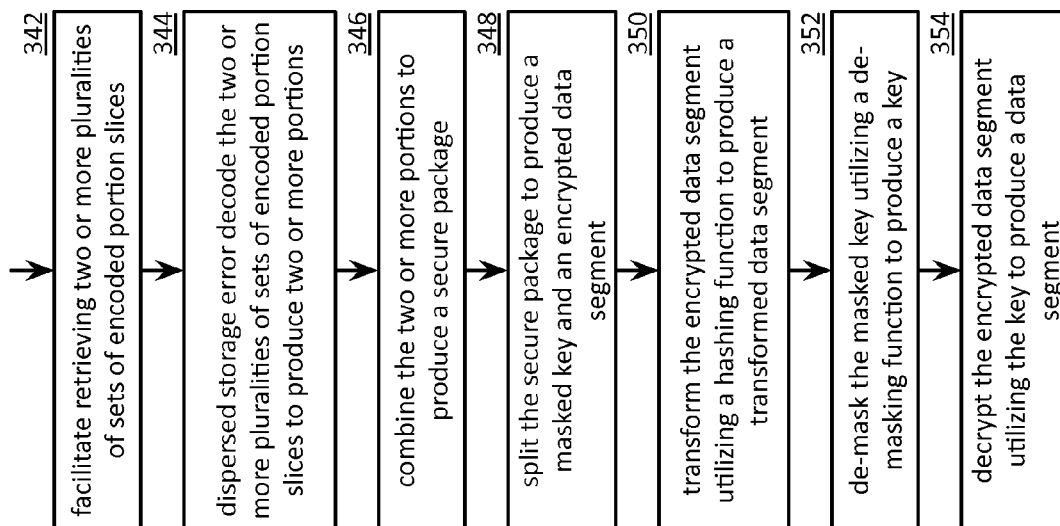 342
facilitate retrieving two or more pluralities
of sets of encoded portion slices
344
dispersed storage error decode the two or
more pluralities of sets of encoded portion
slices to produce two or more portions
346
combine the two or more portions to
produce a secure package
348
split the secure package to produce a
masked key and an encrypted data
segment
350
transform the encrypted data segment
utilizing a hashing function to produce a
transformed data segment
352
de-mask the masked key utilizing a de-
masking function to produce a key
354
decrypt the encrypted data segment
utilizing the key to produce a data
segment